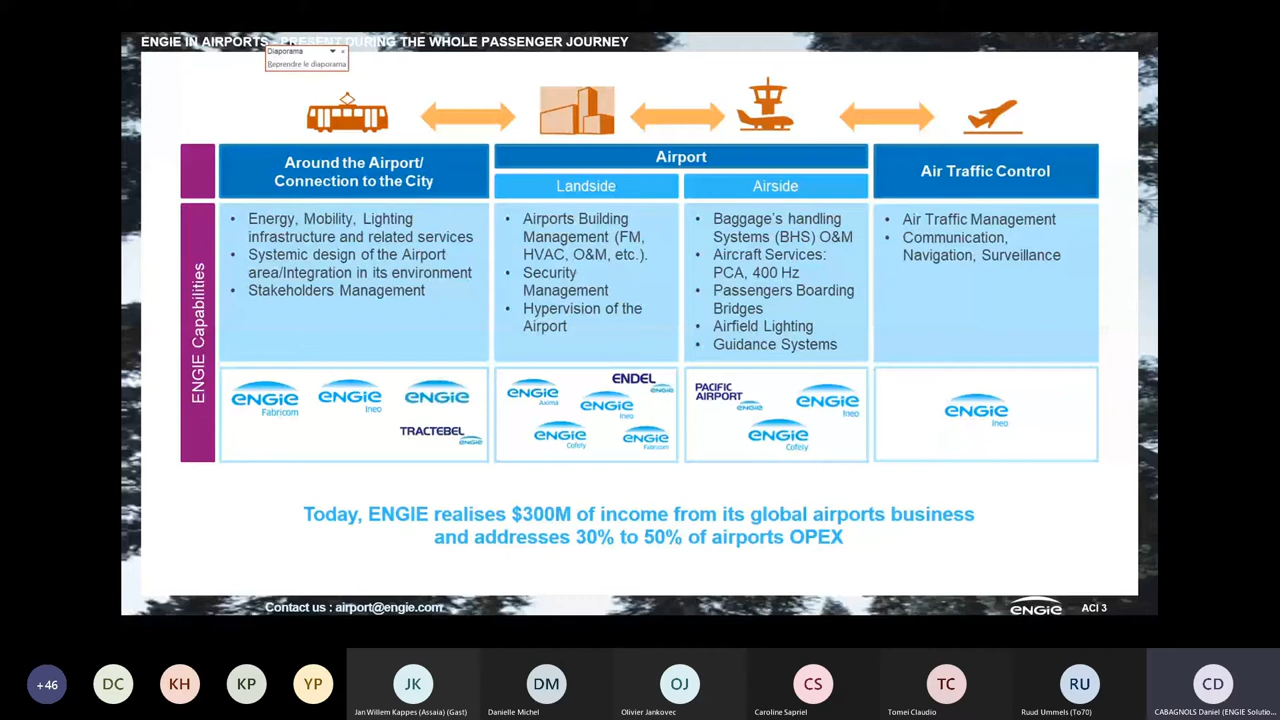 ENGIE IN AIRPORTS - PRESENT DURING THE WHOLE PASSENGER JOURNEY
Diaporama
Reprendre le diaporama
Around the Airport/
Connection to the City
Airport
Landside
Airside
Air Traffic Control
ENGIE Capabilities
• Energy, Mobility, Lighting
infrastructure and related services
• Systemic design of the Airport
area/Integration in its environment
• Stakeholders Management
• Airports Building
Management (FM,
HVAC, O&M, etc.).
• Security
Management
• Hypervision of the
Airport
• Baggage's handling
Systems (BHS) O&M
• Aircraft Services:
PCA, 400 Hz
• Passengers Boarding
Bridges
• Airfield Lighting
• Guidance Systems
• Air Traffic Management
• Communication,
Navigation, Surveillance
ENGIE
Fabricom
ENGIE
Ineo
ENGIE
TRACTEBEL
ENGIE
ENGIE
Axima
ENDEL
ENGIE
ENGIE
Ineo
ENGIE
Cofely
ENGIE
Fabricom
PACIFIC
AIRPORT
ENGIE
ENGIE
Ineo
ENGIE
Cofely
ENGIE
Ineo
Today, ENGIE realises $300M of income from its global airports business
and addresses 30% to 50% of airports OPEX
Contact us : airport@engie.com
ENGIE
ACI 3
+46
DC
KH
KP
YP
JK
Jan Willem Kappes (Assaia) (Gast)
DM
Danielle Michel
OJ
Olivier Jankovec
CS
Caroline Sapriel
TC
Tomei Claudio
RU
Ruud Ummels (To70)
CD
CABAGNOLS Daniel (ENGIE Solutio...